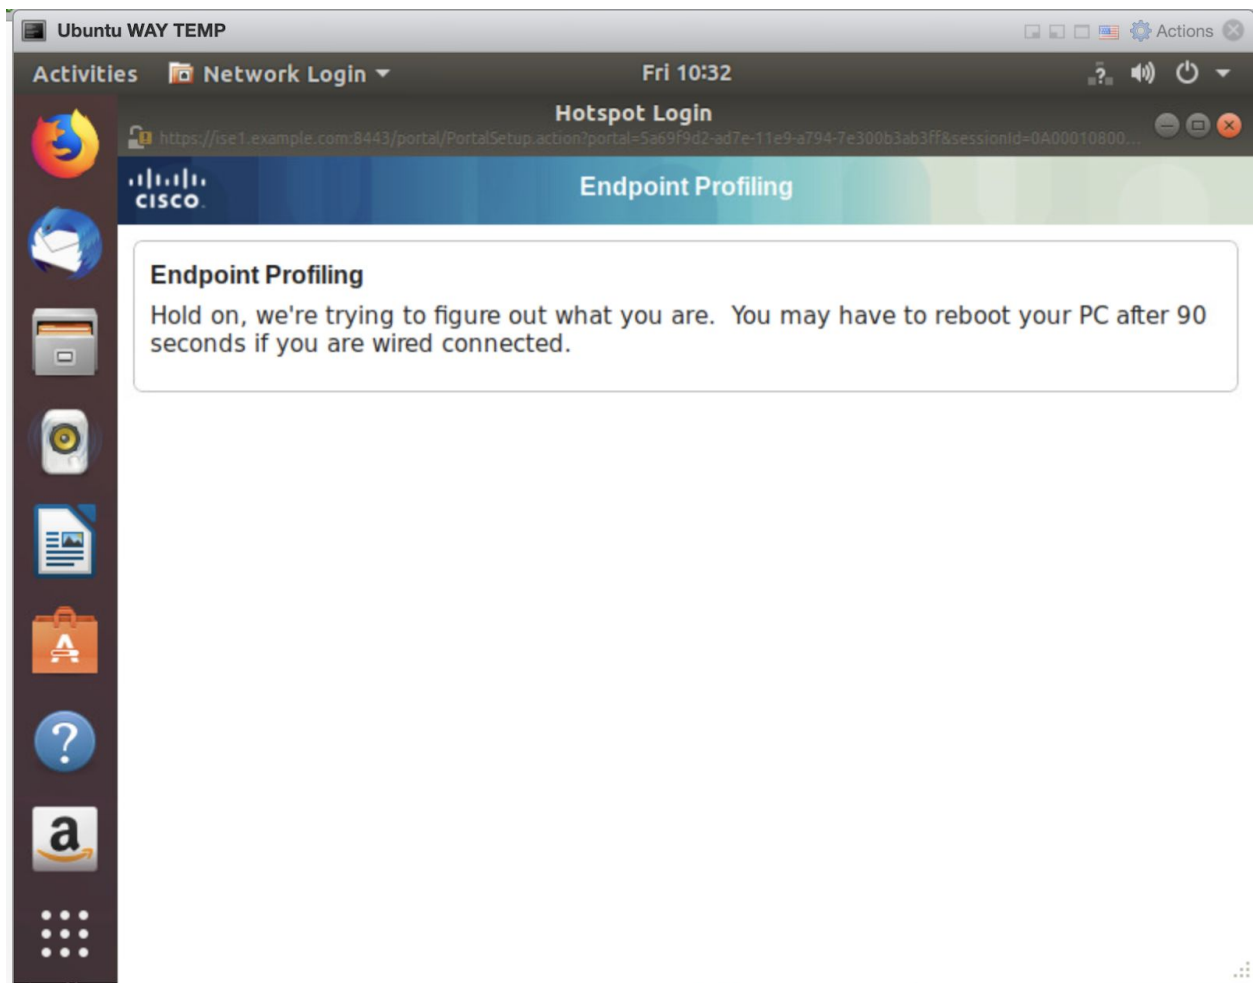 Ubuntu WAY TEMP
Actions
Activities
Network Login
Fri 10:32
?
Hotspot Login
https://ise1.example.com:8443/portal/PortalSetup.action?portal=5a69f9d2-ad7e-11e9-a794-7e300b3ab3ff&sessionId=0A00010800...
CISCO
Endpoint Profiling
Endpoint Profiling
Hold on, we're trying to figure out what you are.  You may have to reboot your PC after 90
seconds if you are wired connected.
A
?
a